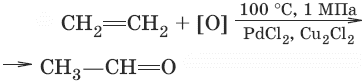 CH₂=CH₂ + [O] 100 °C, 1 МПа
PdCl₂, Cu₂Cl₂
→ CH₃—CH=O